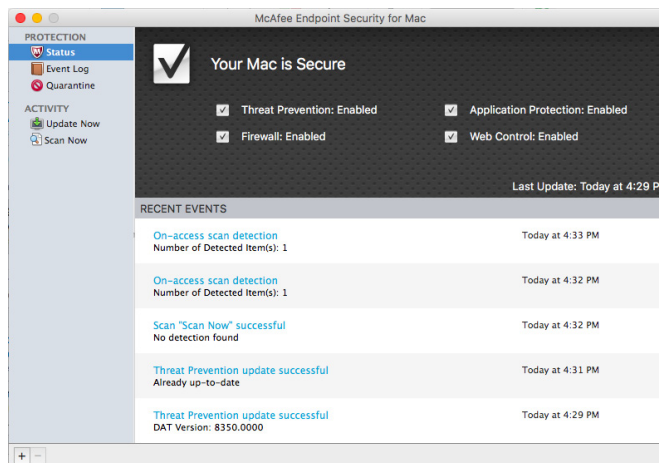 McAfee Endpoint Security for Mac
PROTECTION
Status
Event Log
Quarantine
ACTIVITY
Update Now
Scan Now
Your Mac is Secure
Threat Prevention: Enabled
Application Protection: Enabled
Firewall: Enabled
Web Control: Enabled
Last Update: Today at 4:29 P
RECENT EVENTS
On-access scan detection
Today at 4:33 PM
Number of Detected Item(s): 1
On-access scan detection
Today at 4:32 PM
Number of Detected Item(s): 1
Scan "Scan Now" successful
Today at 4:32 PM
No detection found
Threat Prevention update successful
Today at 4:31 PM
Already up-to-date
Threat Prevention update successful
Today at 4:29 PM
DAT Version: 8350.0000